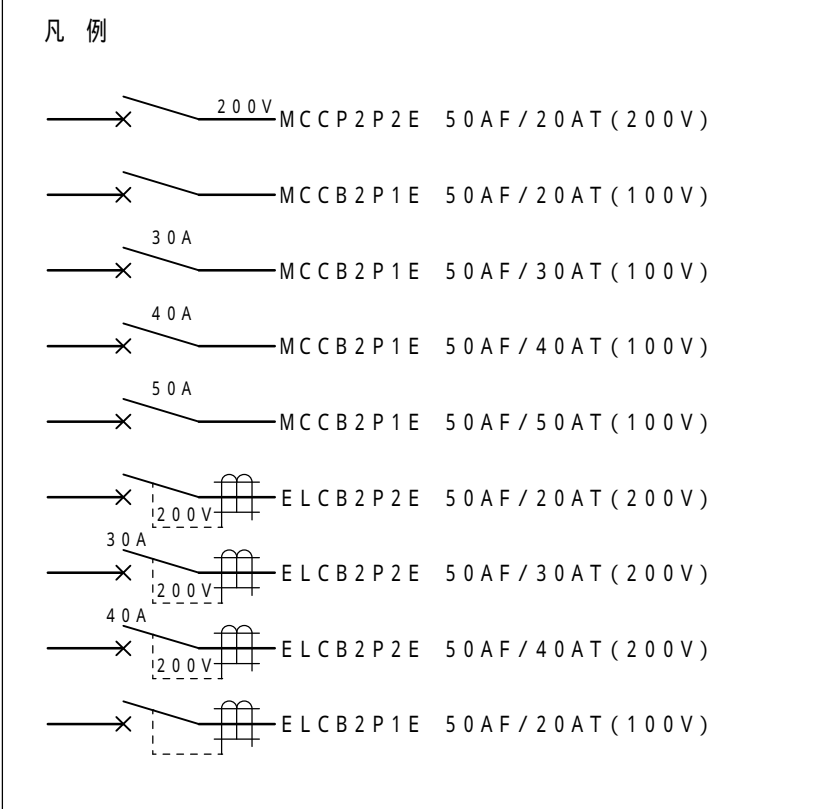 凡 例
200V MCCP2P2E 50AF/20AT(200V)
MCCB2P1E 50AF/20AT(100V)
30A
MCCB2P1E 50AF/30AT(100V)
40A
MCCB2P1E 50AF/40AT(100V)
50A
MCCB2P1E 50AF/50AT(100V)
ELCB2P2E 50AF/20AT(200V)
200V
30A
ELCB2P2E 50AF/30AT(200V)
200V
40A
ELCB2P2E 50AF/40AT(200V)
200V
ELCB2P1E 50AF/20AT(100V)